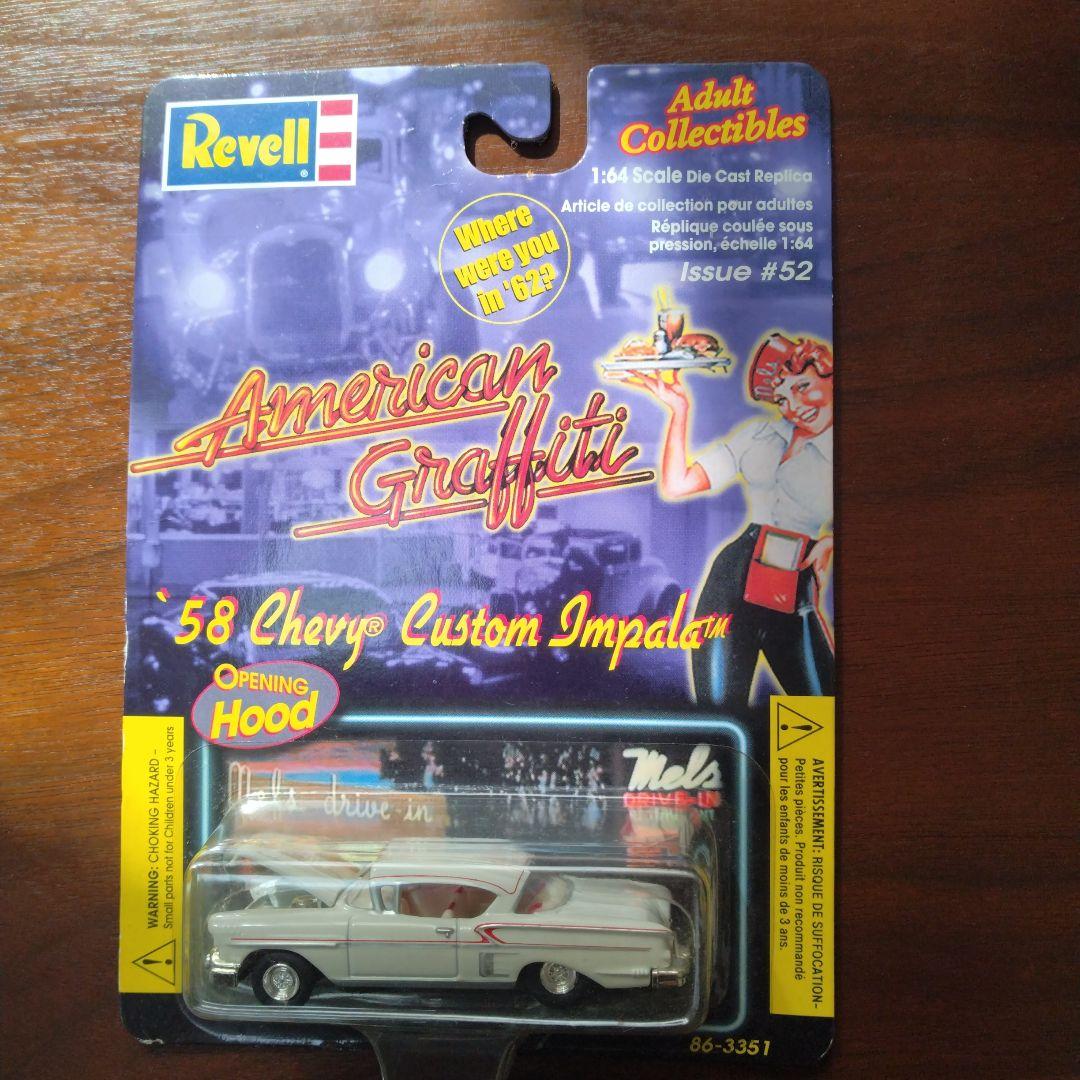 Revell®
Adult
Collectibles
1:64 Scale Die Cast Replica
Article de collection pour adultes
Réplique coulée sous
pression, échelle 1:64
Issue #52
Where
were you
in '62?
American
Graffiti
Mels
'58 Chevy® Custom Impala™
OPENING
Hood
WARNING: CHOKING HAZARD –
Small parts not for Children under 3 years
Mel's drive-in
Mels
DRIVE-IN
AVERTISSEMENT: RISQUE DE SUFFOCATION–
Petites pièces. Produit non recommandé
pour les enfants de moins de 3 ans.
86-3351